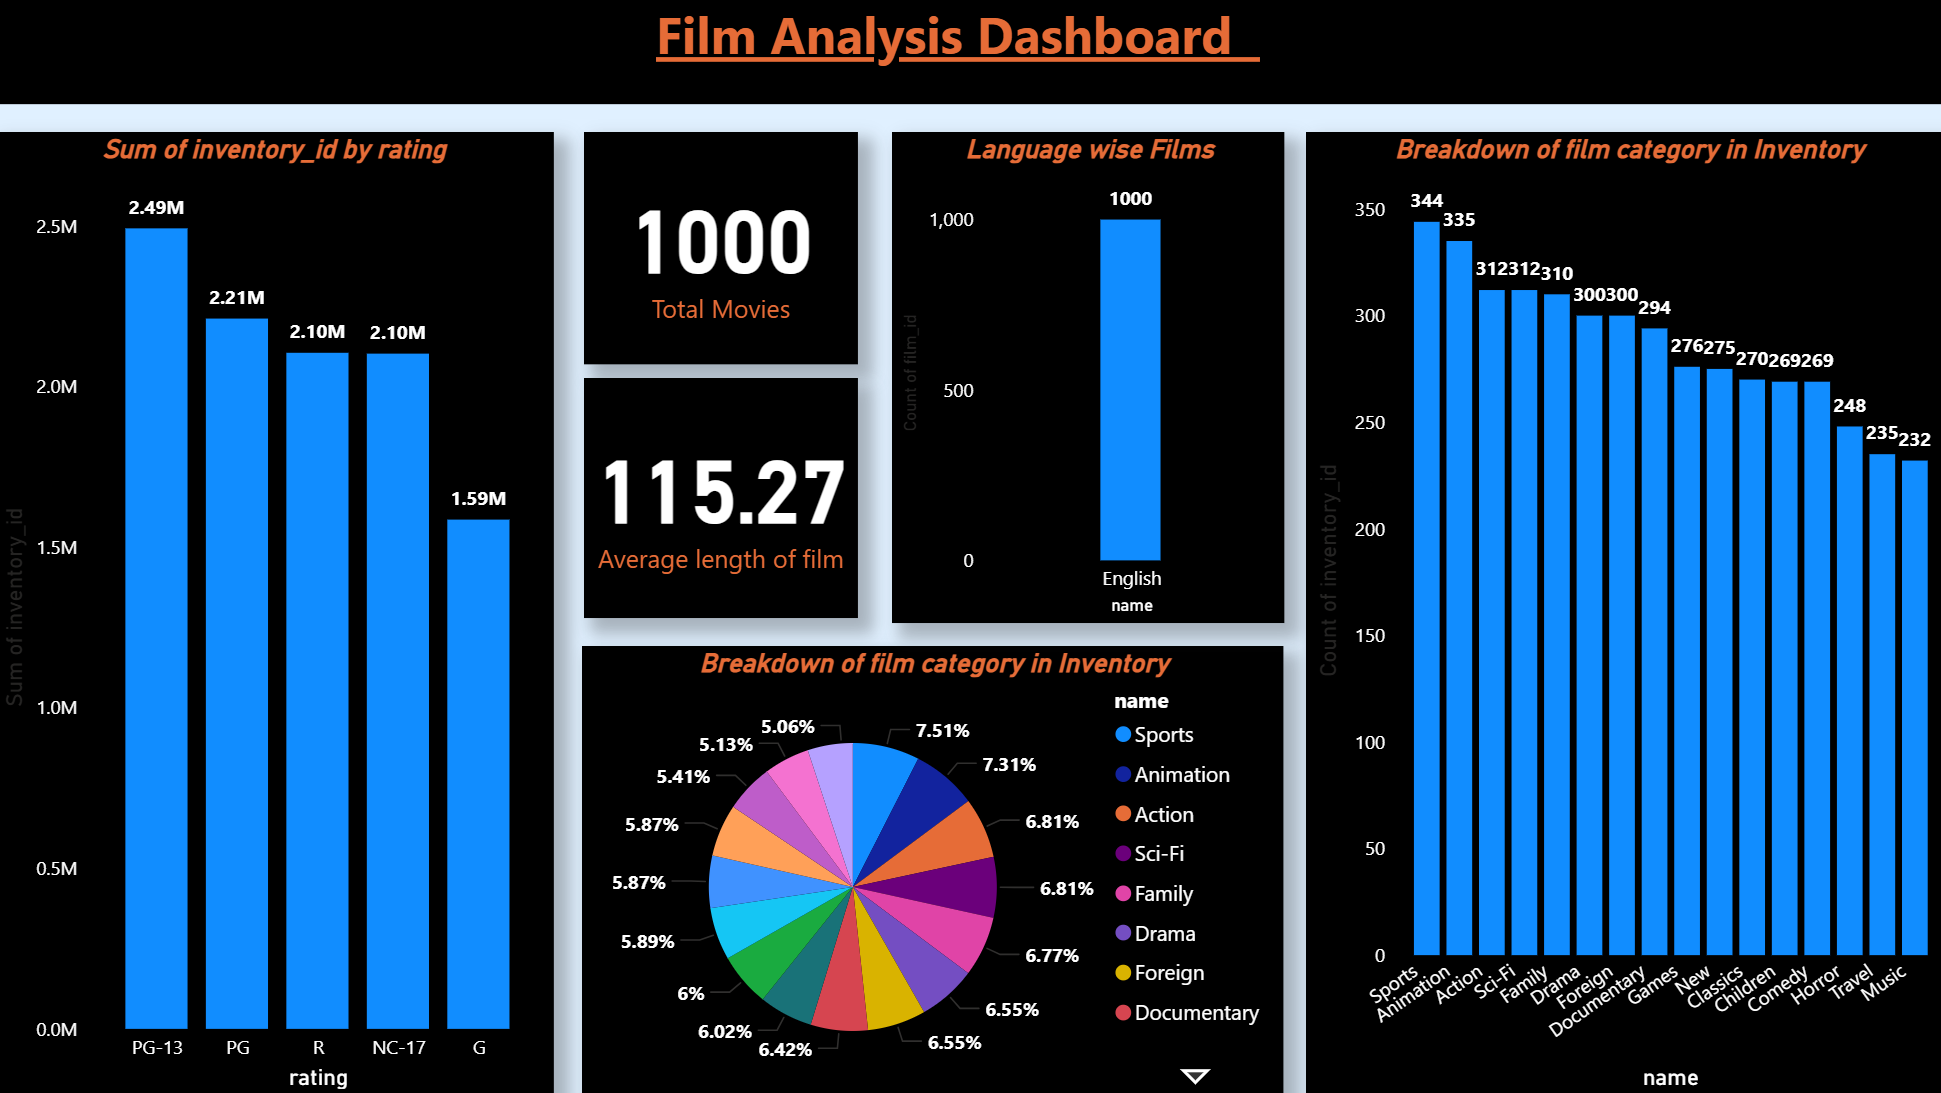 Film Analysis Dashboard
Sum of inventory_id by rating
Sum of inventory_id
2.5M
2.0M
1.5M
1.0M
0.5M
0.0M
2.49M
2.21M
2.10M
2.10M
1.59M
PG-13
PG
R
NC-17
G
rating
1000
Total Movies
115.27
Average length of film
Language wise Films
Count of film_id
1,000
500
0
1000
English
name
Breakdown of film category in Inventory
7.51%
7.31%
6.81%
6.81%
6.77%
6.55%
6.55%
6.42%
6.02%
6%
5.89%
5.87%
5.87%
5.41%
5.13%
5.06%
name
Sports
Animation
Action
Sci-Fi
Family
Drama
Foreign
Documentary
Breakdown of film category in Inventory
Count of inventory_id
350
300
250
200
150
100
50
0
344
335
312
312
310
300
300
294
276
275
270
269
269
248
235
232
Sports
Animation
Action
Sci-Fi
Family
Drama
Foreign
Documentary
Games
New
Classics
Children
Comedy
Horror
Travel
Music
name